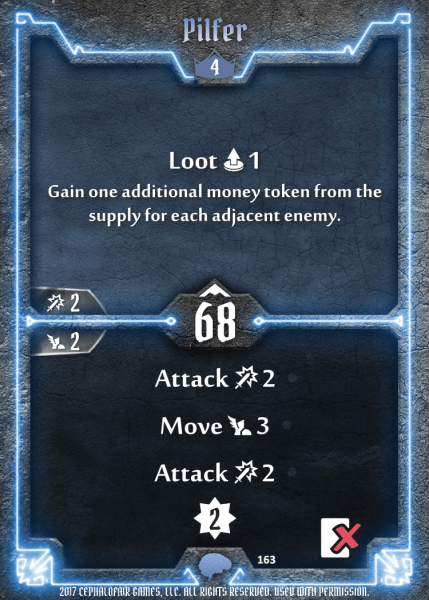 Pilfer
4
Loot 1
Gain one additional money token from the
supply for each adjacent enemy.
2
68
2
Attack 2
Move 3
Attack 2
2
163
2017 CEPHALOFAIR GAMES, LLC. ALL RIGHTS RESERVED. USED WITH PERMISSION.